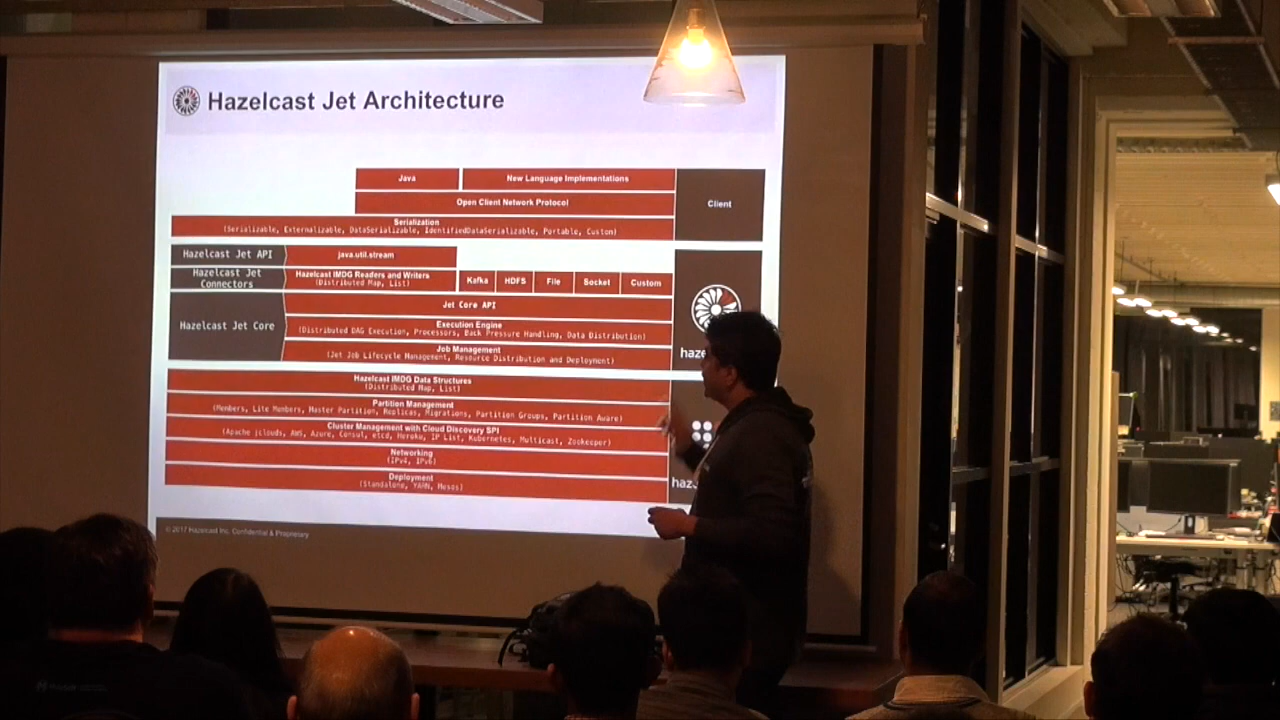 Hazelcast Jet Architecture
Java
New Language Implementations
Open Client Network Protocol
Client
Serialization
(Serializable, Externalizable, DataSerializable, IdentifiedDataSerializable, Portable, Custom)
Hazelcast Jet API
java.util.stream
Hazelcast Jet
Connectors
Hazelcast IMDG Readers and Writers
(Distributed Map, List)
Kafka
HDFS
File
Socket
Custom
Hazelcast Jet Core
Jet Core API
Execution Engine
(Distributed DAG Execution, Processors, Back Pressure Handling, Data Distribution)
Job Management
(Jet Job Lifecycle Management, Resource Distribution and Deployment)
haze
Hazelcast IMDG Data Structures
(Distributed Map, List)
Partition Management
(Members, Lite Members, Master Partition, Replicas, Migrations, Partition Groups, Partition Aware)
Cluster Management with Cloud Discovery SPI
(Apache jclouds, AWS, Azure, Consul, etcd, Heroku, IP List, Kubernetes, Multicast, Zookeeper)
Networking
(IPv4, IPv6)
Deployment
(Standalone, YARN, Mesos)
haz
© 2017 Hazelcast Inc. Confidential & Proprietary